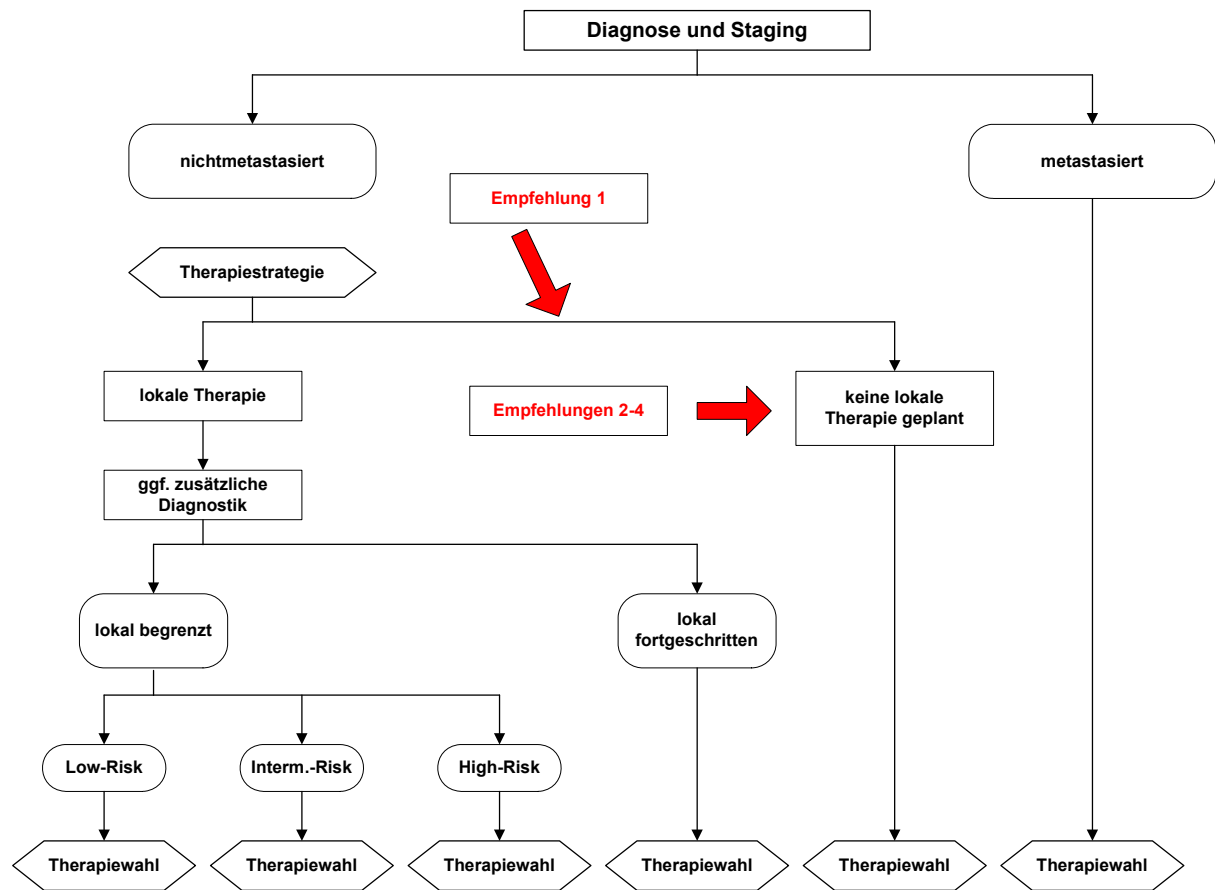 Diagnose und Staging
nichtmetastasiert
metastasiert
Empfehlung 1
Therapiestrategie
lokale Therapie
Empfehlungen 2-4
keine lokale
Therapie geplant
ggf. zusätzliche
Diagnostik
lokal begrenzt
lokal
fortgeschritten
Low-Risk
Interm.-Risk
High-Risk
Therapiewahl
Therapiewahl
Therapiewahl
Therapiewahl
Therapiewahl
Therapiewahl